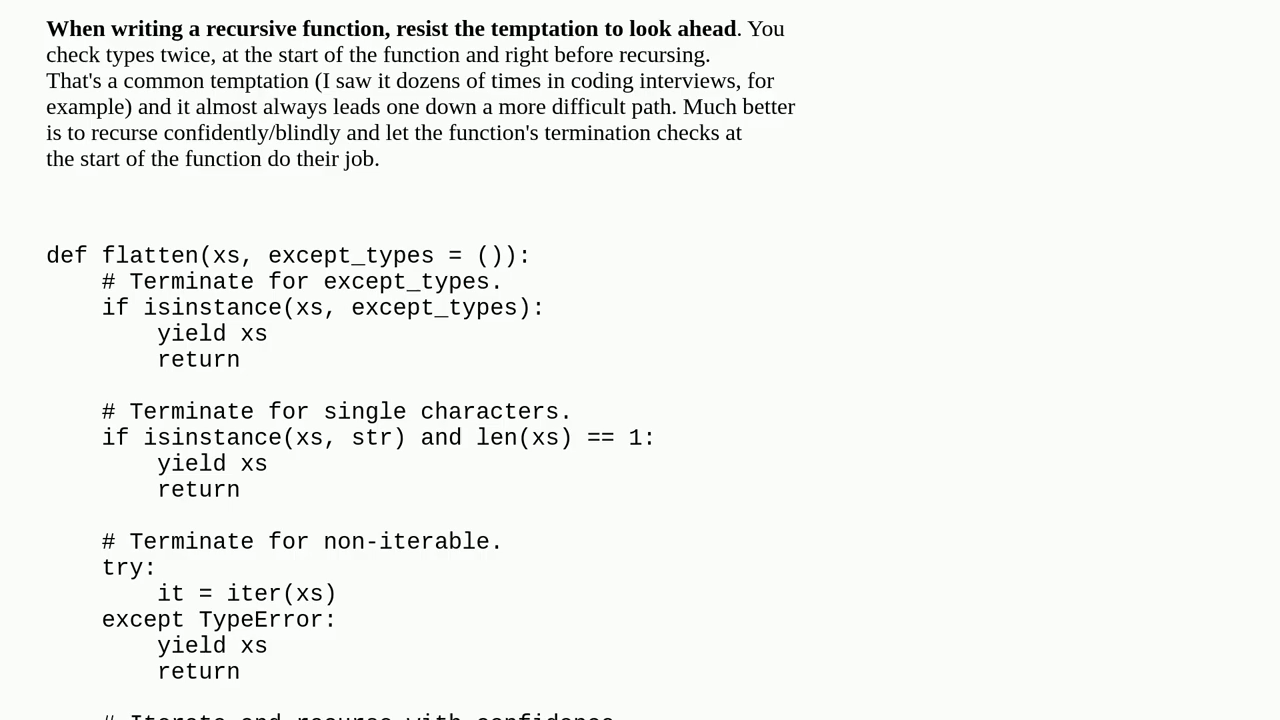 When writing a recursive function, resist the temptation to look ahead. You
check types twice, at the start of the function and right before recursing.
That's a common temptation (I saw it dozens of times in coding interviews, for
example) and it almost always leads one down a more difficult path. Much better
is to recurse confidently/blindly and let the function's termination checks at
the start of the function do their job.
def flatten(xs, except_types = ()):
    # Terminate for except_types.
    if isinstance(xs, except_types):
        yield xs
        return
    # Terminate for single characters.
    if isinstance(xs, str) and len(xs) == 1:
        yield xs
        return
    # Terminate for non-iterable.
    try:
        it = iter(xs)
    except TypeError:
        yield xs
        return
    # Iterate and recurse with confidence